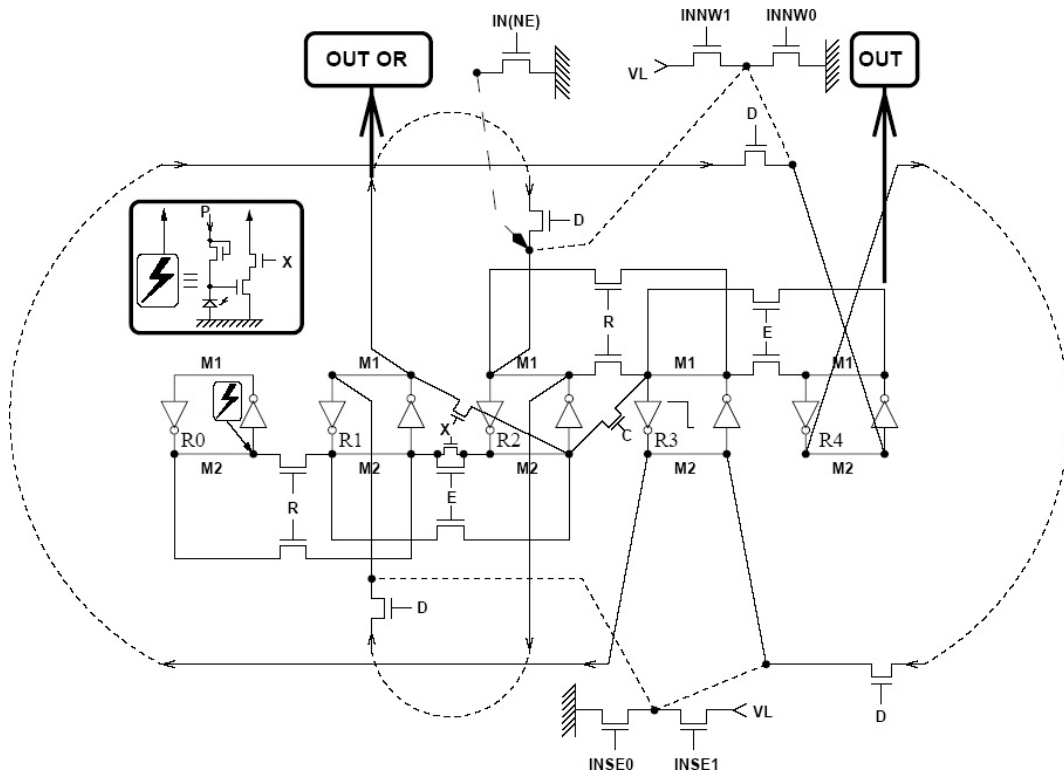 IN(NE)
INNW1 INNW0
OUT OR
VL
OUT
D
P
D
X
R
E
M1 M1 M1 M1 M1
R0 R1 X R2 C R3 R4
M2 M2 M2 M2 M2
R
E
D
VL
D
INSE0 INSE1